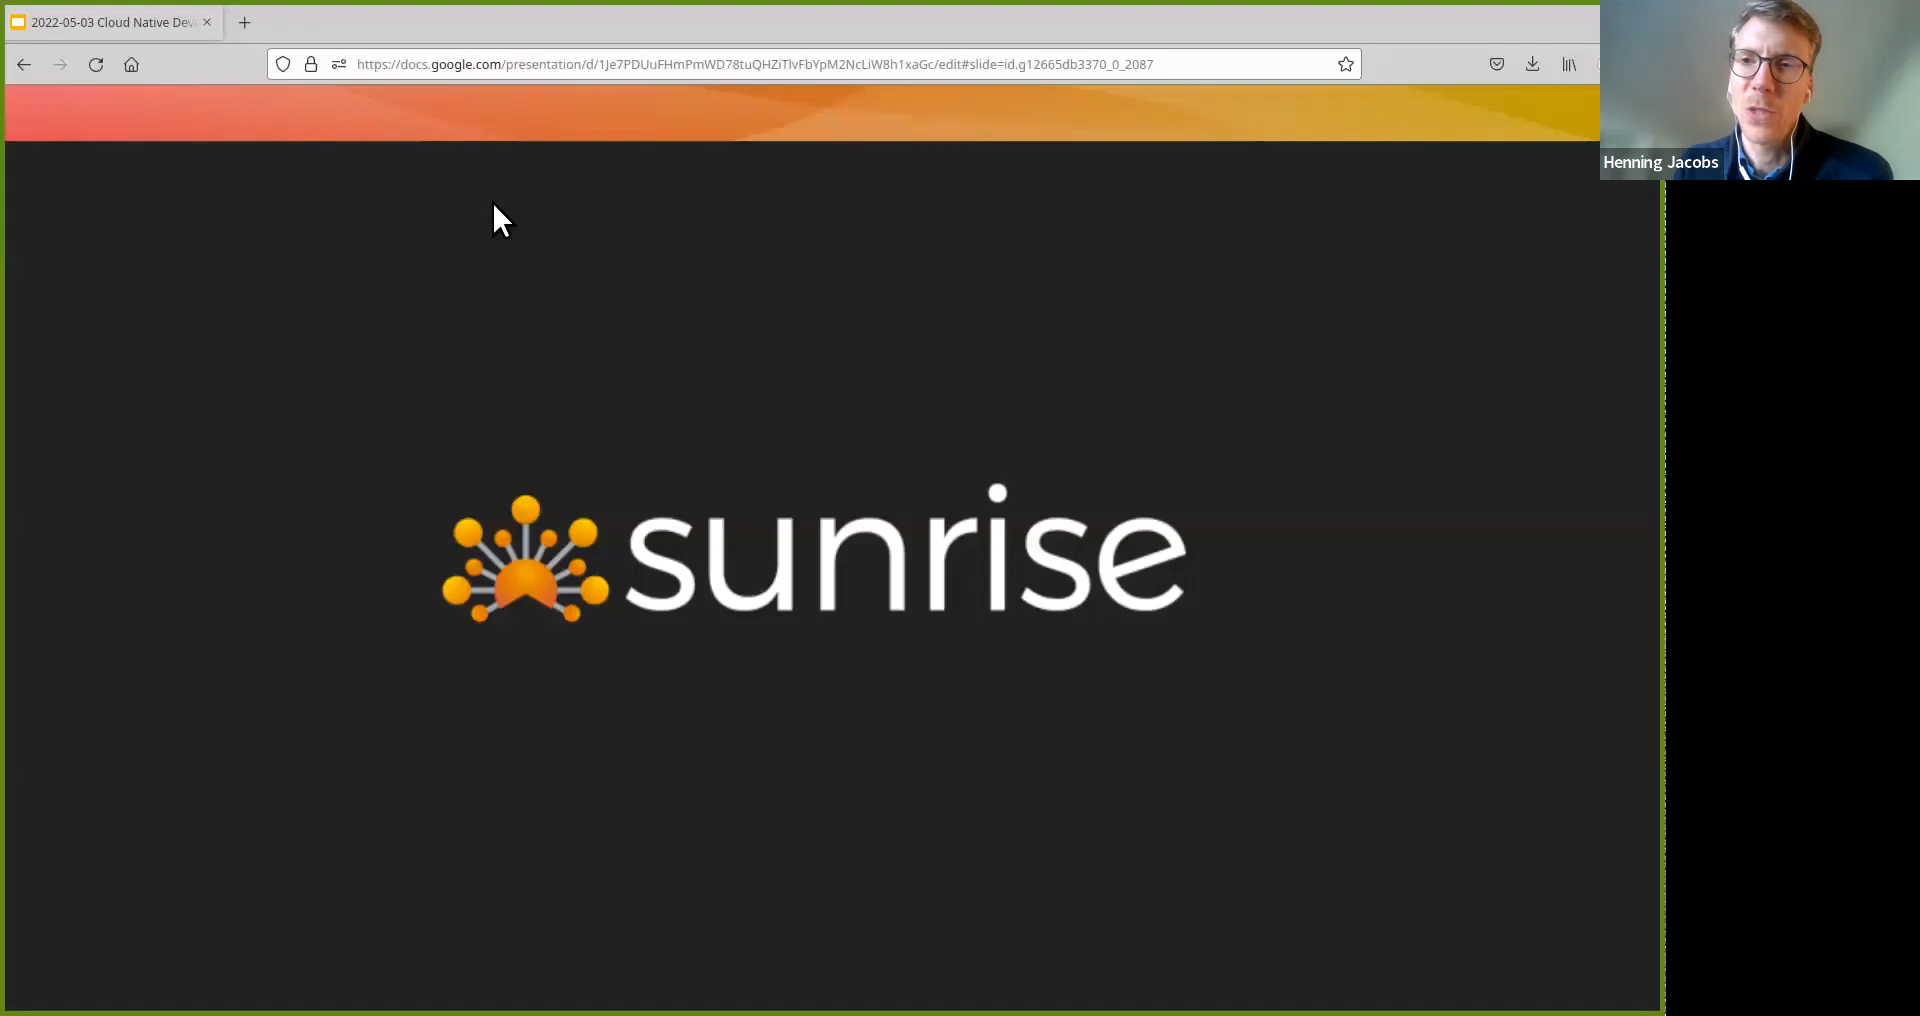 2022-05-03 Cloud Native Dev
https://docs.google.com/presentation/d/1Je7PDUuFHmPmWD78tuQHZiTlvFbYpM2NcLiW8h1xaGc/edit#slide=id.g12665db3370_0_2087
Henning Jacobs
sunrise